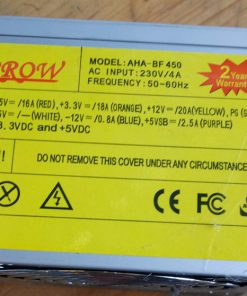 ROW
MODEL: AHA-BF 450
AC INPUT: 230V/4A
FREQUENCY: 50-60Hz
2
Years
Warranty
5V=/16A (RED), +3.3V=/18A (ORANGE), +12V=/20A(YELLOW), PG (G
5V=/—(WHITE), -12V=/0.8A(BLUE), +5VSB=/2.5A (PURPLE)
3.3VDC and +5VDC
DO NOT REMOVE THIS COVER UNDER ANY CIRCUMSTANCE
CE FC